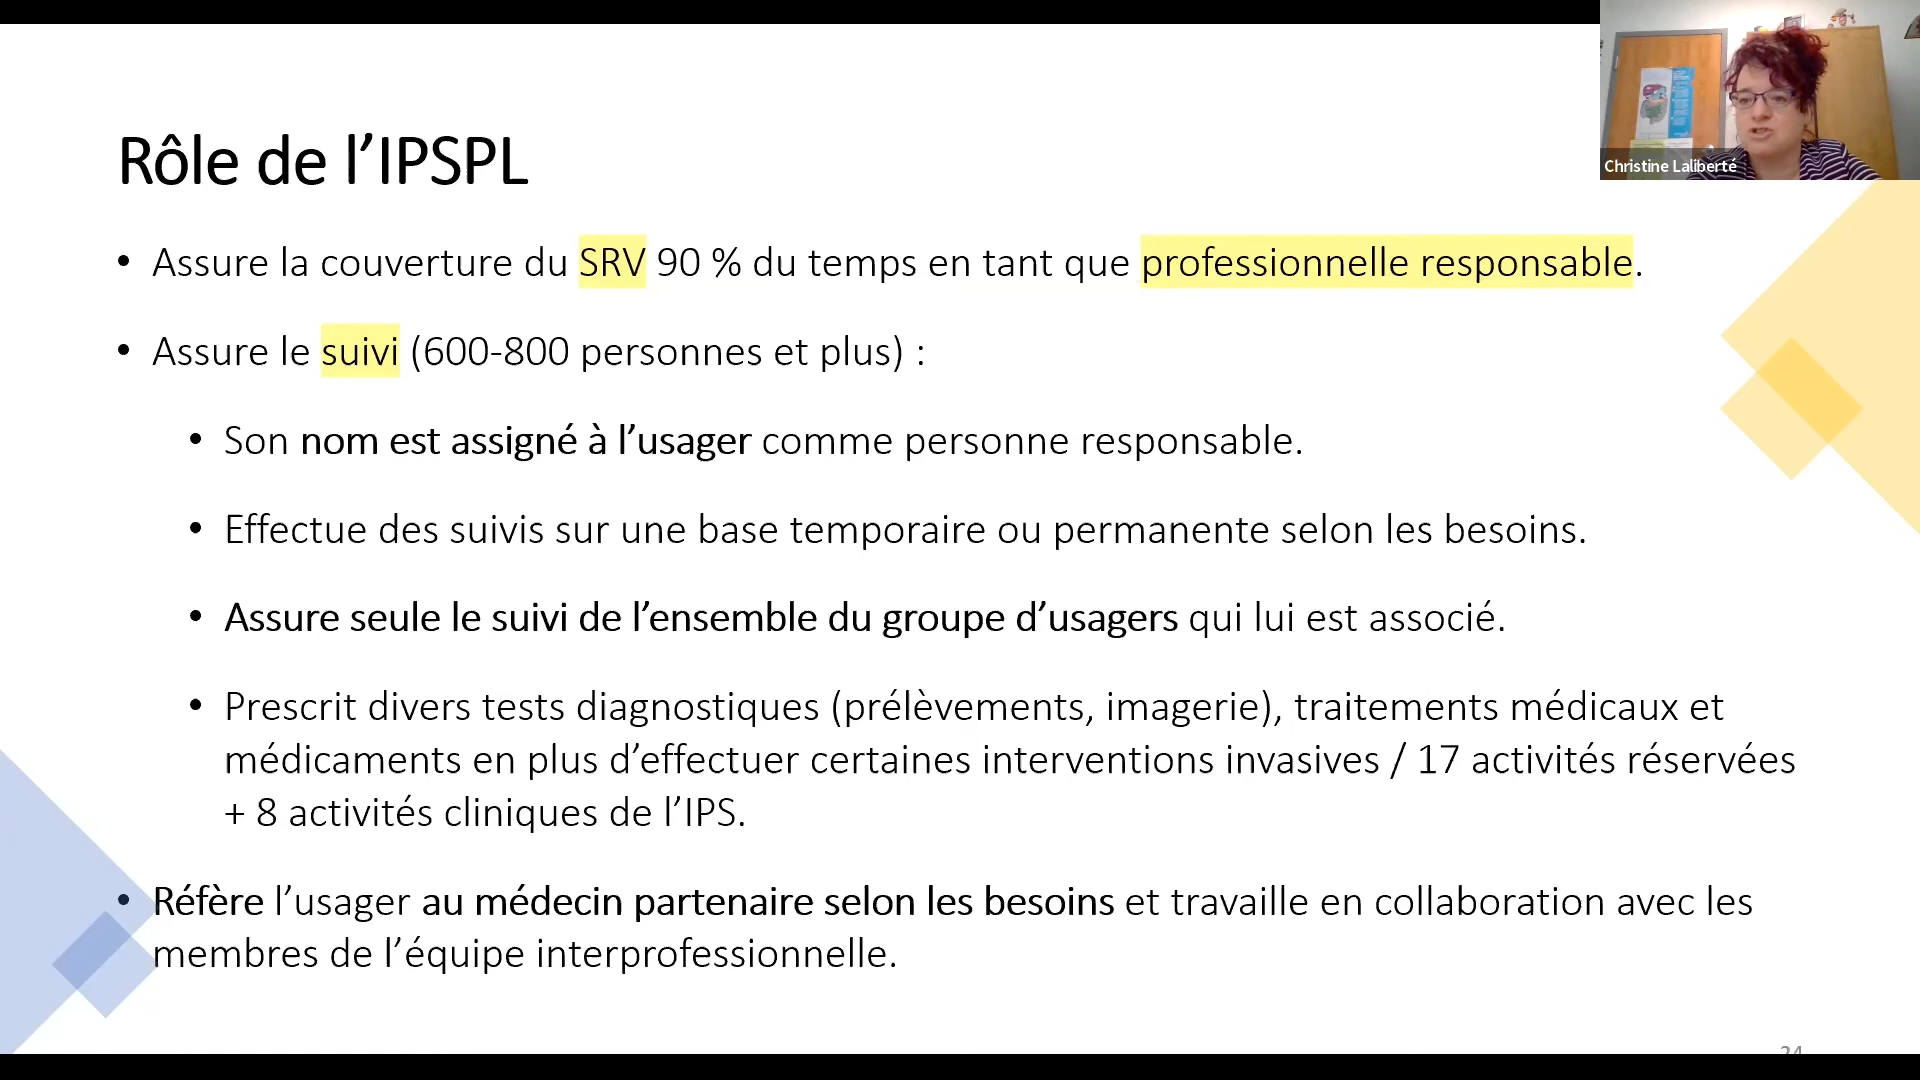 Christine Laliberté
Rôle de l’IPSPL
• Assure la couverture du SRV 90 % du temps en tant que professionnelle responsable.
• Assure le suivi (600-800 personnes et plus) :
• Son nom est assigné à l’usager comme personne responsable.
• Effectue des suivis sur une base temporaire ou permanente selon les besoins.
• Assure seule le suivi de l’ensemble du groupe d’usagers qui lui est associé.
• Prescrit divers tests diagnostiques (prélèvements, imagerie), traitements médicaux et
médicaments en plus d’effectuer certaines interventions invasives / 17 activités réservées
+ 8 activités cliniques de l’IPS.
• Réfère l’usager au médecin partenaire selon les besoins et travaille en collaboration avec les
membres de l’équipe interprofessionnelle.